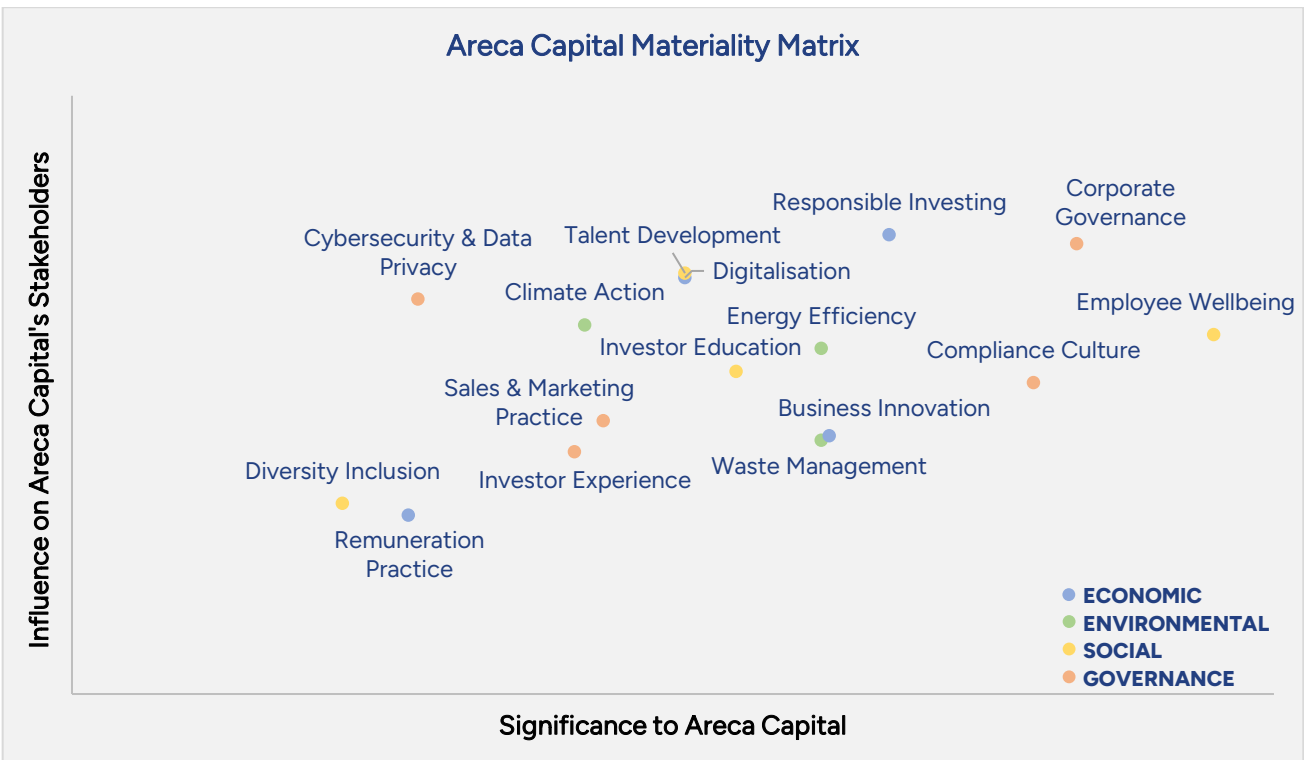 Areca Capital Materiality Matrix
Influence on Areca Capital's Stakeholders
Corporate
Governance
Responsible Investing
Cybersecurity & Data
Privacy
Talent Development
Digitalisation
Climate Action
Employee Wellbeing
Energy Efficiency
Investor Education
Compliance Culture
Sales & Marketing
Practice
Business Innovation
Waste Management
Diversity Inclusion
Investor Experience
Remuneration
Practice
ECONOMIC
ENVIRONMENTAL
SOCIAL
GOVERNANCE
Significance to Areca Capital